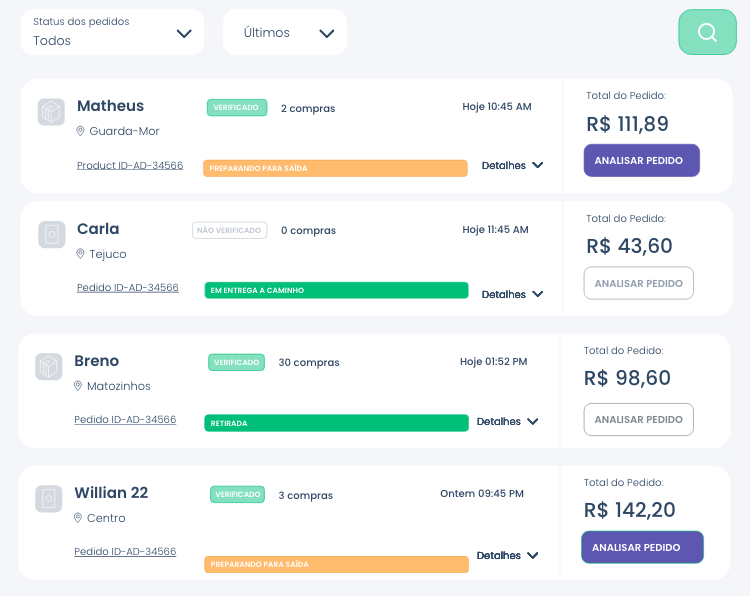 Status dos pedidos
Todos
Últimos
Matheus
VERIFICADO
2 compras
Hoje 10:45 AM
Guarda-Mor
Product ID-AD-34566
PREPARANDO PARA SAÍDA
Detalhes
Total do Pedido:
R$ 111,89
ANALISAR PEDIDO
Carla
NÃO VERIFICADO
0 compras
Hoje 11:45 AM
Tejuco
Pedido ID-AD-34566
EM ENTREGA A CAMINHO
Detalhes
Total do Pedido:
R$ 43,60
ANALISAR PEDIDO
Breno
VERIFICADO
30 compras
Hoje 01:52 PM
Matozinhos
Pedido ID-AD-34566
RETIRADA
Detalhes
Total do Pedido:
R$ 98,60
ANALISAR PEDIDO
Willian 22
VERIFICADO
3 compras
Ontem 09:45 PM
Centro
Pedido ID-AD-34566
PREPARANDO PARA SAÍDA
Detalhes
Total do Pedido:
R$ 142,20
ANALISAR PEDIDO